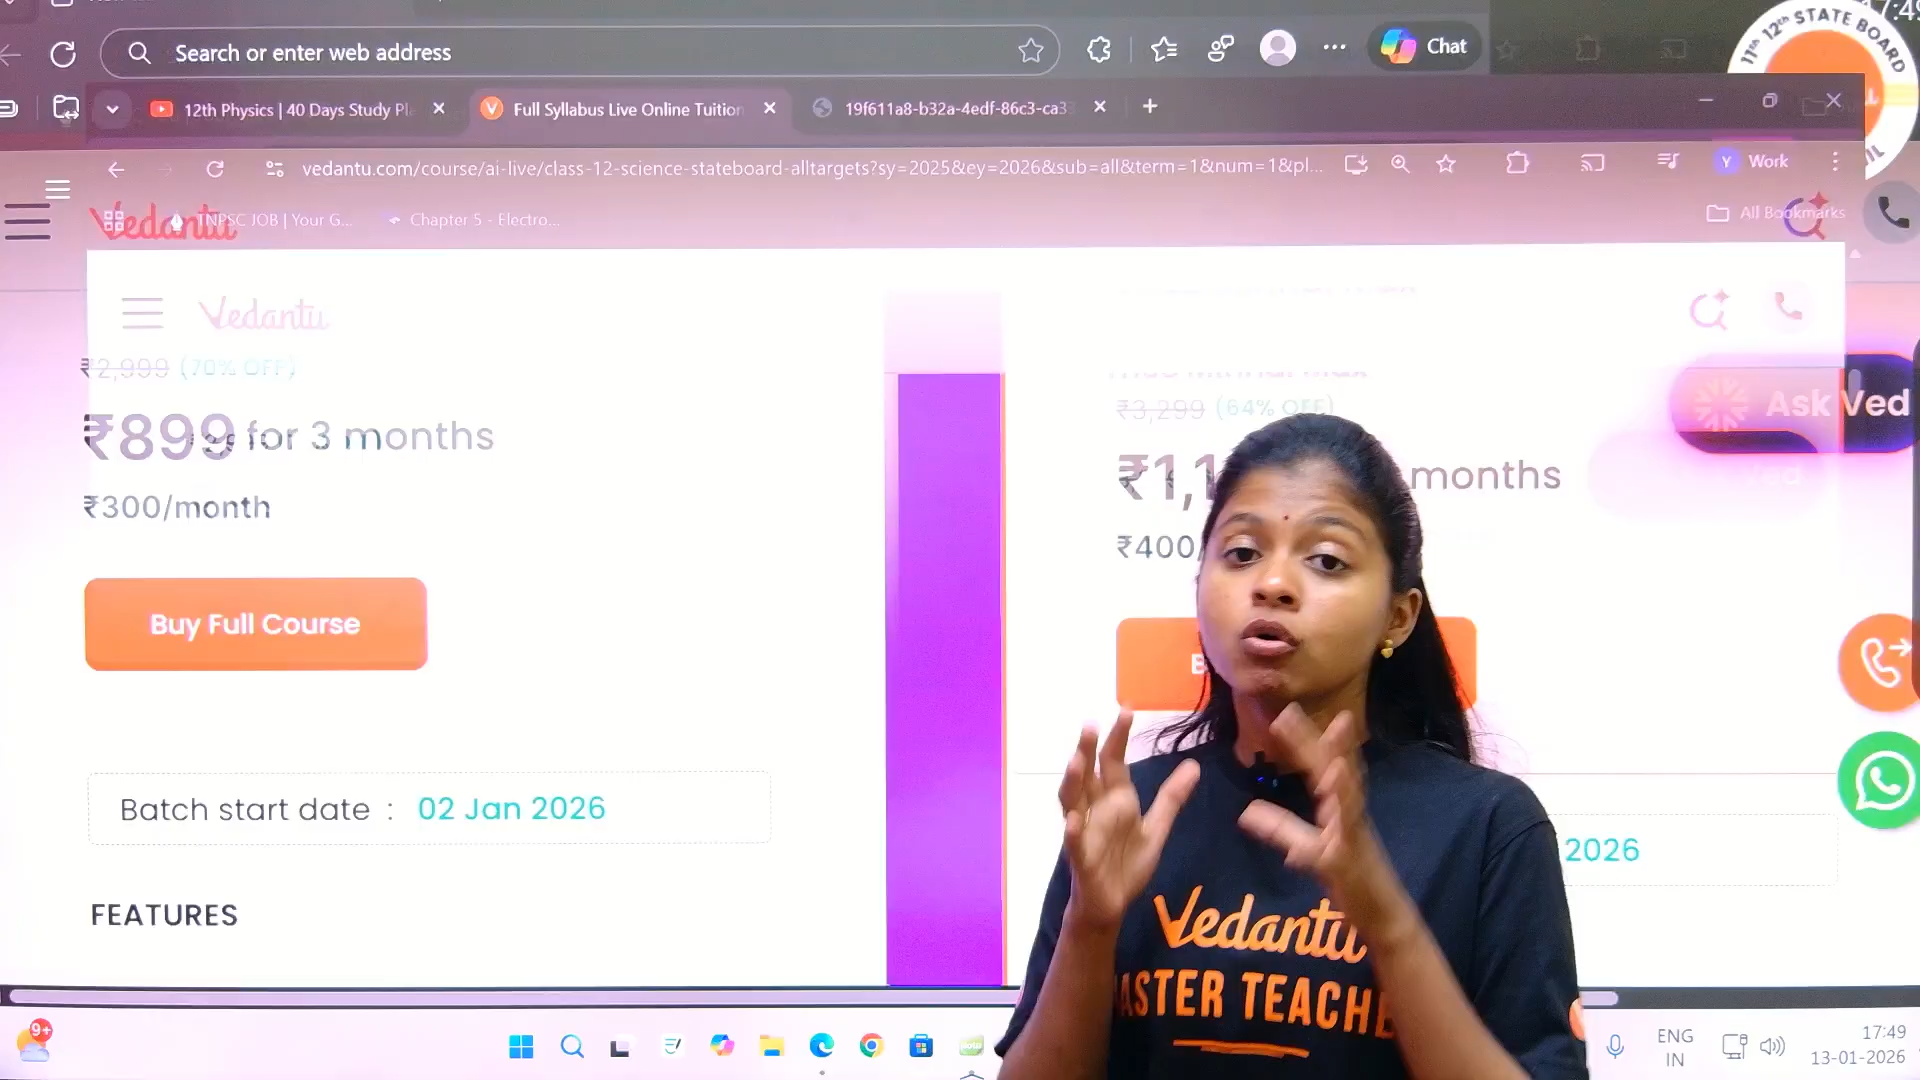 Search or enter web address
Chat
11th 12th STATE BOARD
12th Physics | 40 Days Study Pl
Full Syllabus Live Online Tuition
19f611a8-b32a-4edf-86c3-ca3
vedantu.com/course/ai-live/class-12-science-stateboard-alltargets?sy=2025&ey=2026&sub=all&term=1&num=1&pl...
Y Work
Vedantu
TNPSC JOB | Your G...
Chapter 5 - Electro...
All Bookmarks
Vedantu
₹2,999 (70% OFF)
₹899 for 3 months
₹300/month
Buy Full Course
Batch start date : 02 Jan 2026
FEATURES
₹3,299 (64% OFF)
₹1,1 months
₹400/
B
2026
Ask Ved
Vedantu
MASTER TEACHE
9+
ENG
IN
17:49
13-01-2026